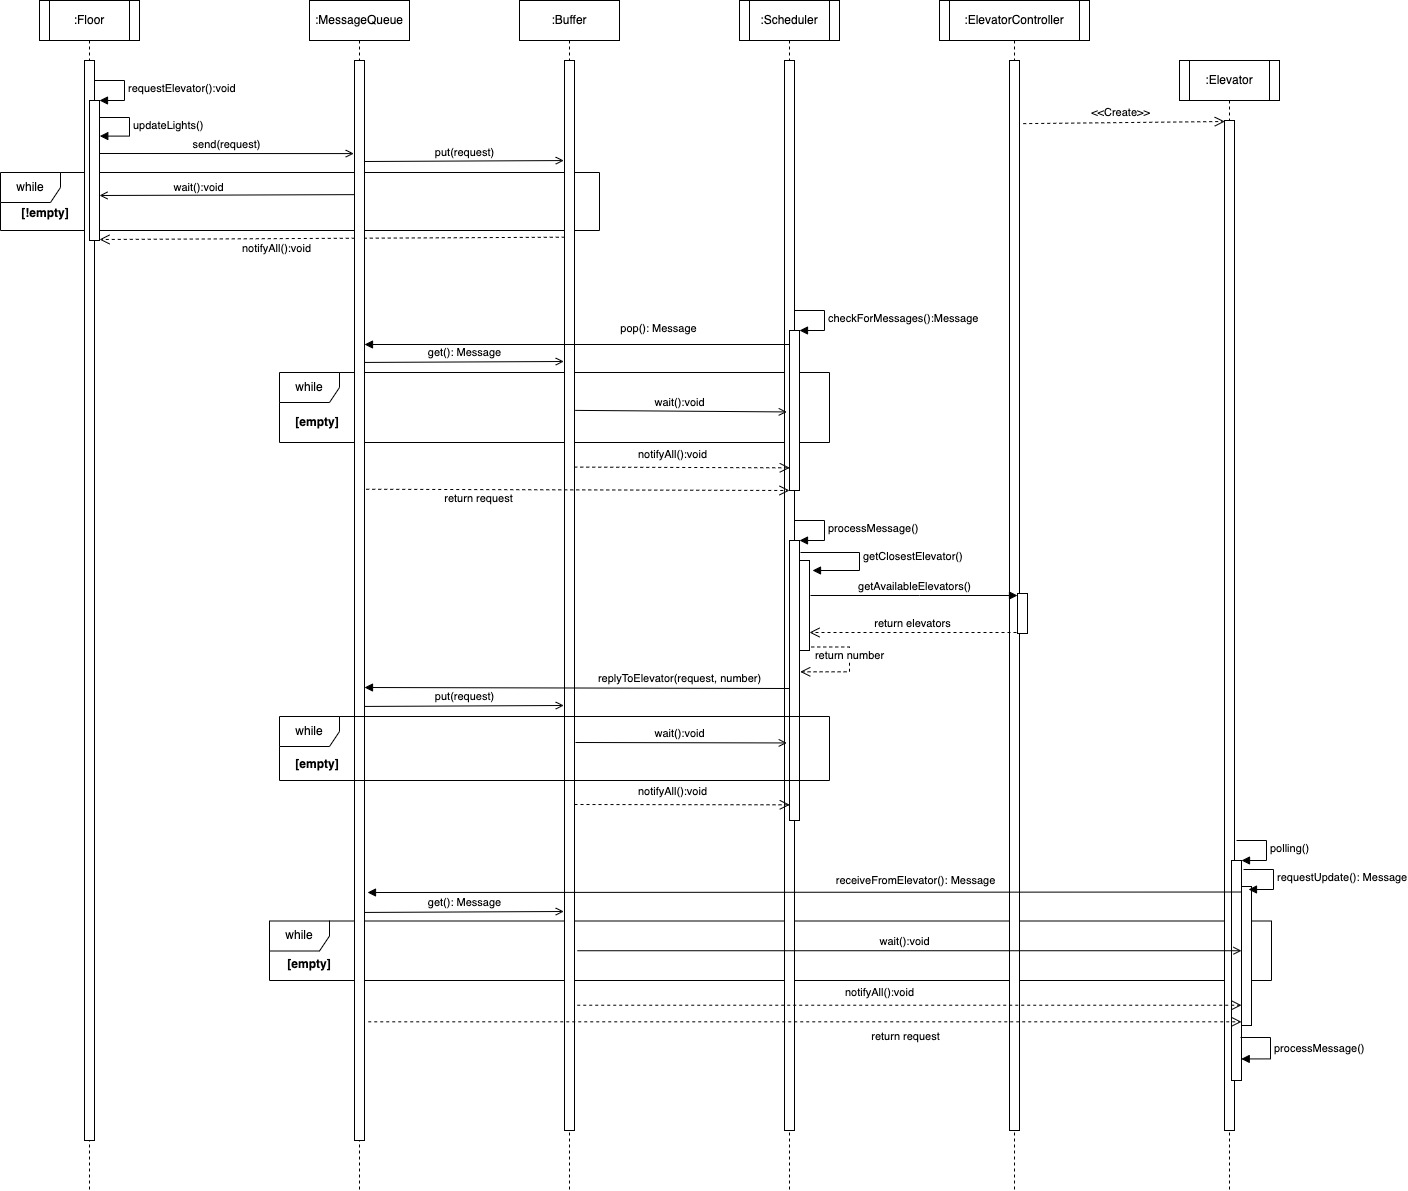 :Floor
:MessageQueue
:Buffer
:Scheduler
:ElevatorController
:Elevator
requestElevator():void
<<Create>>
updateLights()
send(request)
put(request)
while
wait():void
[!empty]
notifyAll():void
checkForMessages():Message
pop(): Message
get(): Message
while
wait():void
[empty]
notifyAll():void
return request
processMessage()
getClosestElevator()
getAvailableElevators()
return elevators
return number
replyToElevator(request, number)
put(request)
while
wait():void
[empty]
notifyAll():void
polling()
requestUpdate(): Message
receiveFromElevator(): Message
get(): Message
while
wait():void
[empty]
notifyAll():void
return request
processMessage()